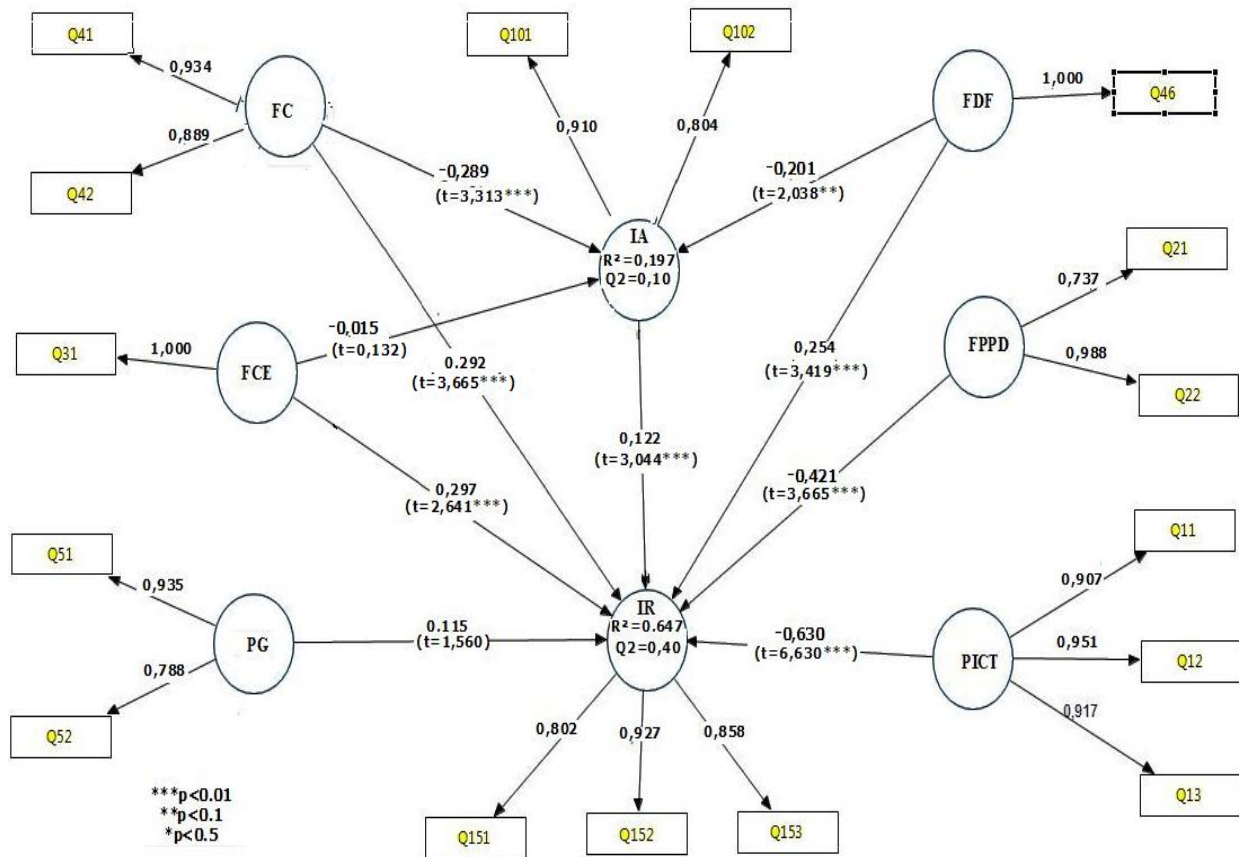 Q41
Q101
Q102
0,934
FC
FDF
1,000
Q46
0,889
0,910
0,804
Q42
-0,289
(t=3,313***)
-0,201
(t=2,038**)
IA
R²=0,197
Q2=0,10
Q21
0,737
FPPD
0,988
Q22
Q31
1,000
FCE
-0,015
(t=0,132)
0.292
(t=3,665***)
0,254
(t=3,419***)
0,122
(t=3,044***)
-0,421
(t=3,665***)
0,297
(t=2,641***)
Q51
0,935
PG
0,788
Q52
0.115
(t=1,560)
IR
R²=0.647
Q2=0,40
-0,630
(t=6,630***)
PICT
Q11
0,907
0,951
Q12
0,917
Q13
0,802
0,927
0,858
Q151
Q152
Q153
***p<0.01
**p<0.1
*p<0.5